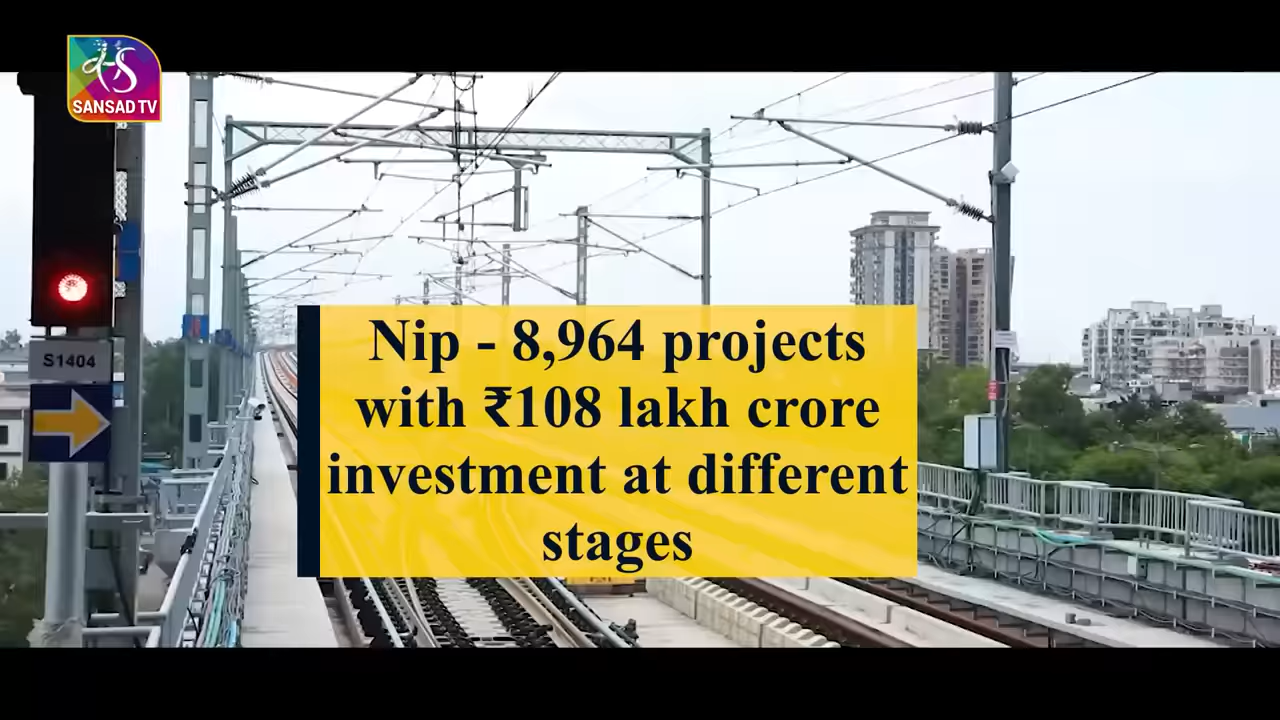 SANSAD TV
S1404
Nip - 8,964 projects
with ₹108 lakh crore
investment at different
stages